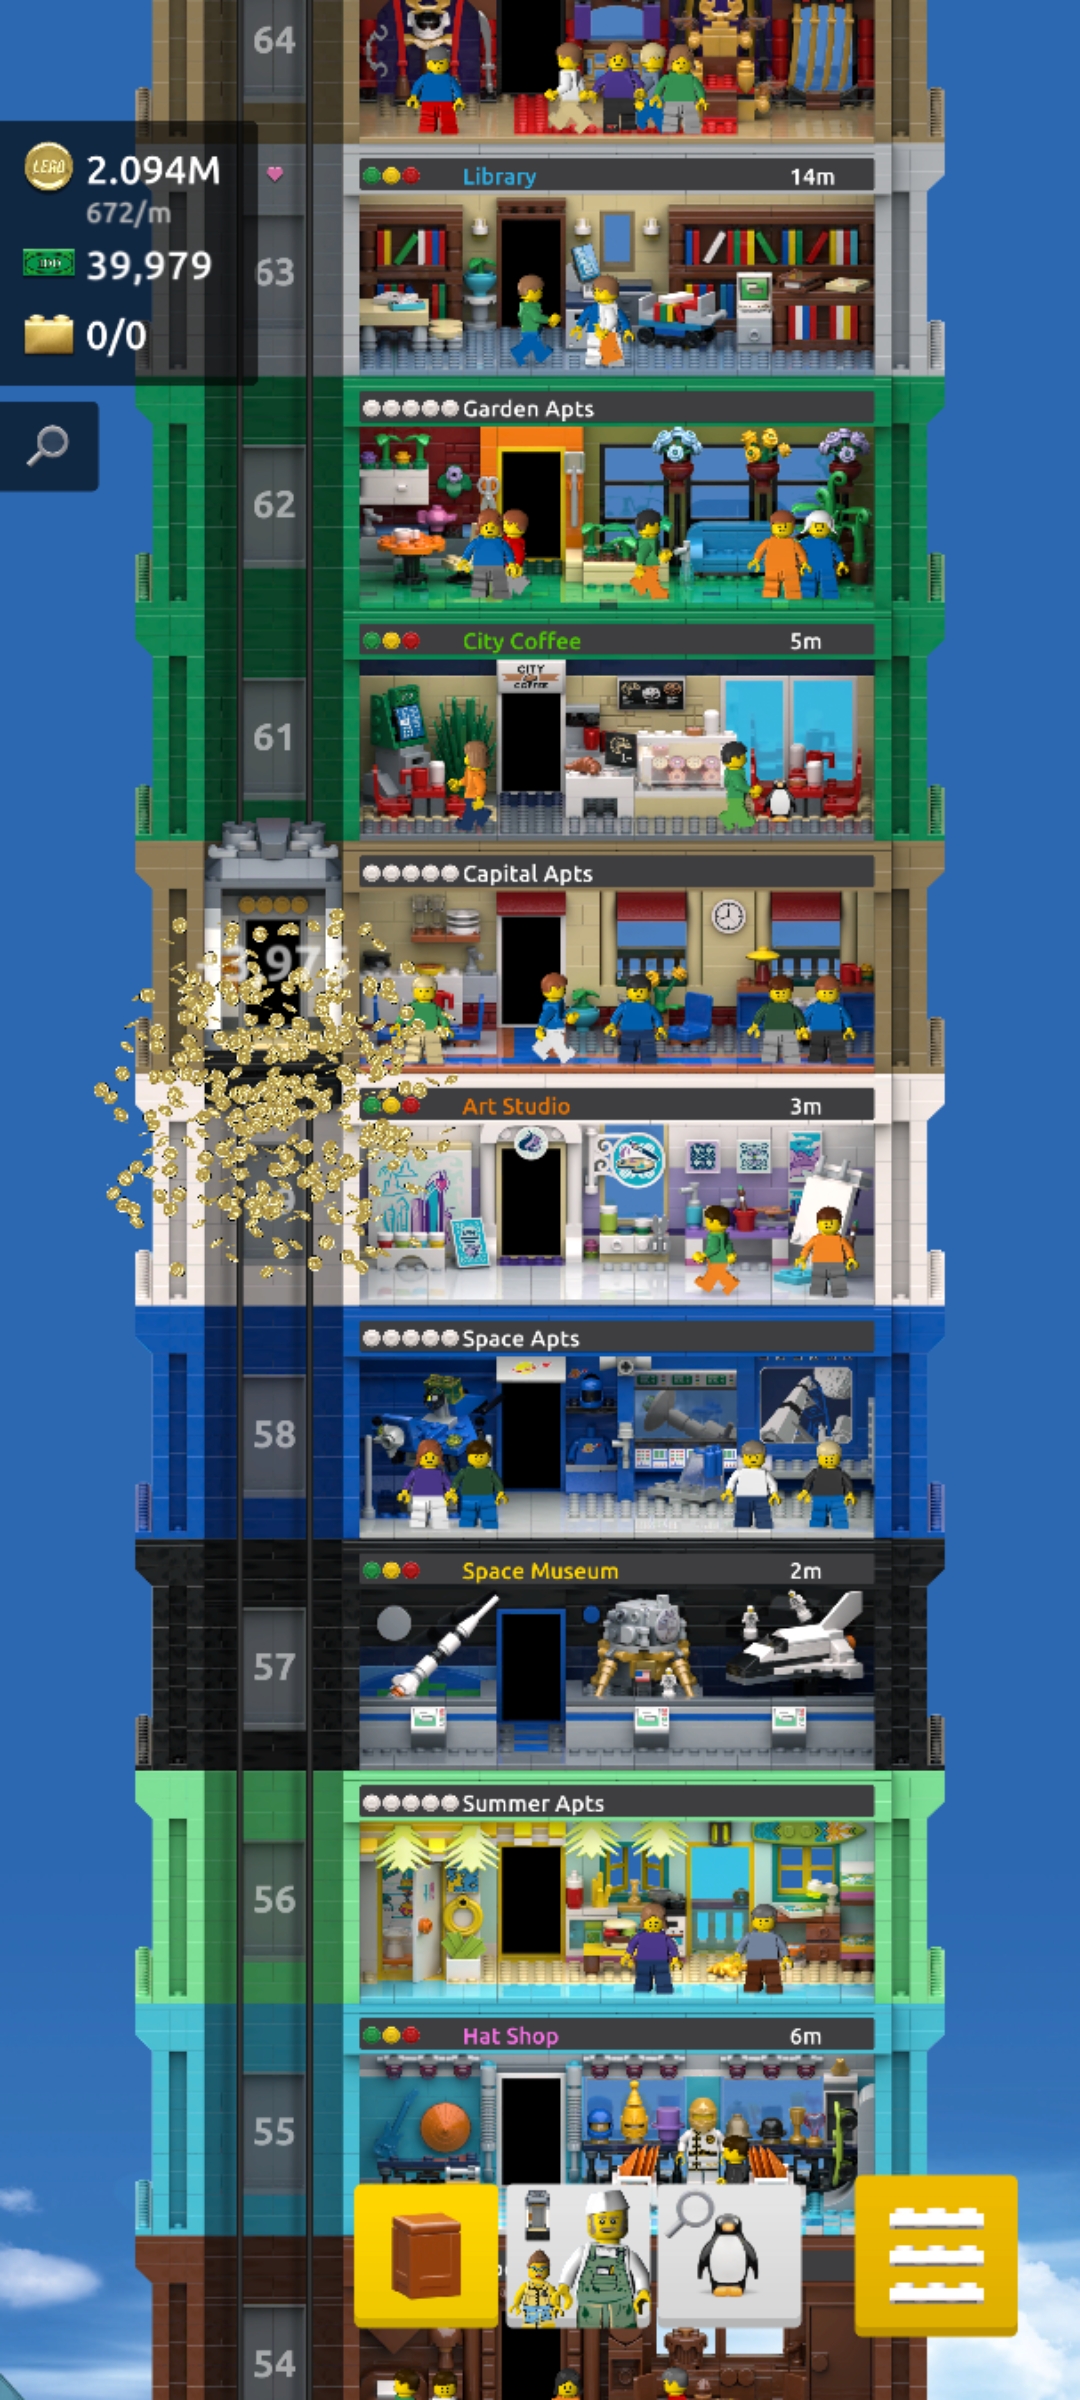 64
LEGO 2.094M
672/m
39,979
0/0
Library 14m
63
Garden Apts
62
City Coffee 5m
CITY
COFFEE
61
Capital Apts
Art Studio 3m
Space Apts
58
Space Museum 2m
57
Summer Apts
56
Hat Shop 6m
55
54